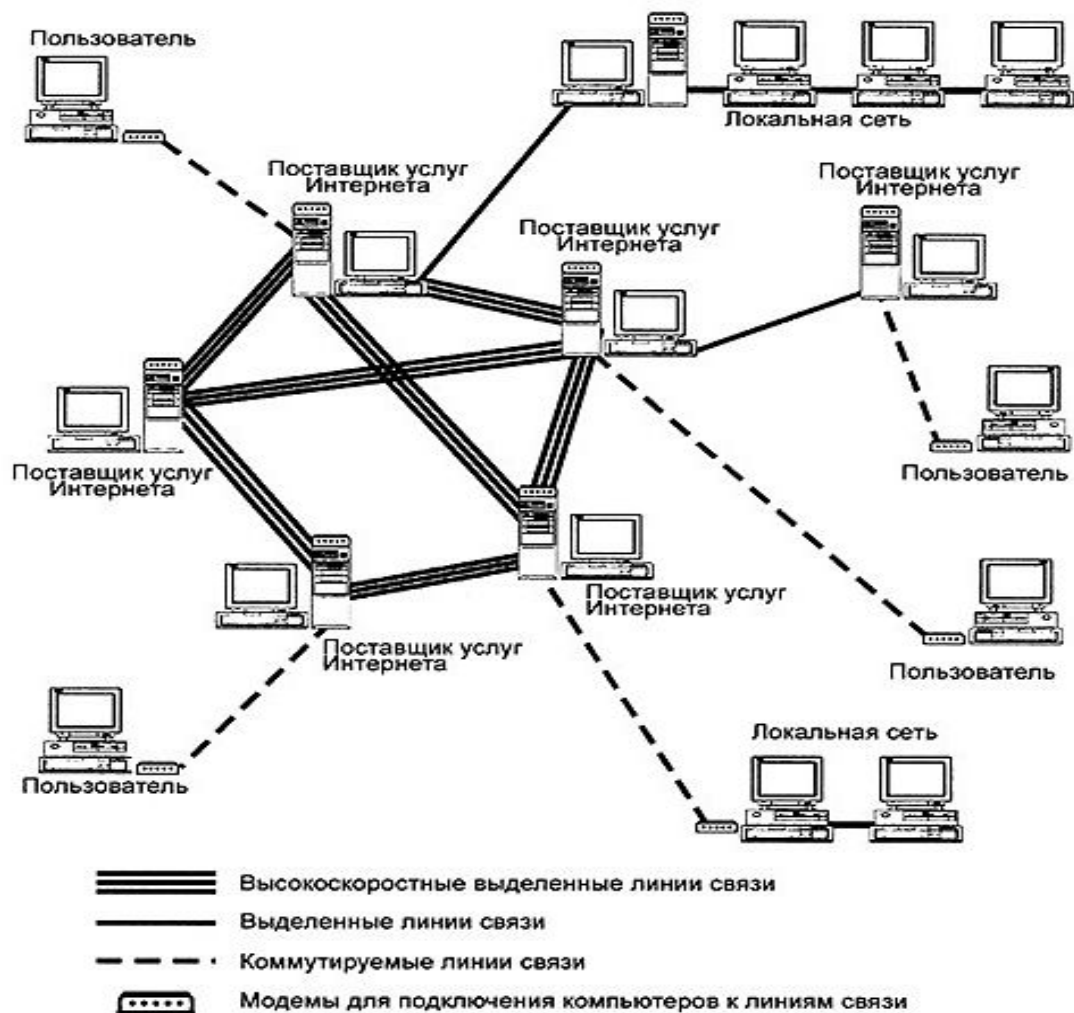 Пользователь
Локальная сеть
Поставщик услуг
Интернета
Поставщик услуг
Интернета
Поставщик услуг
Интернета
Поставщик услуг
Интернета
Пользователь
Поставщик услуг
Интернета
Поставщик услуг
Интернета
Пользователь
Локальная сеть
Пользователь
Высокоскоростные выделенные линии связи
Выделенные линии связи
Коммутируемые линии связи
Модемы для подключения компьютеров к линиям связи